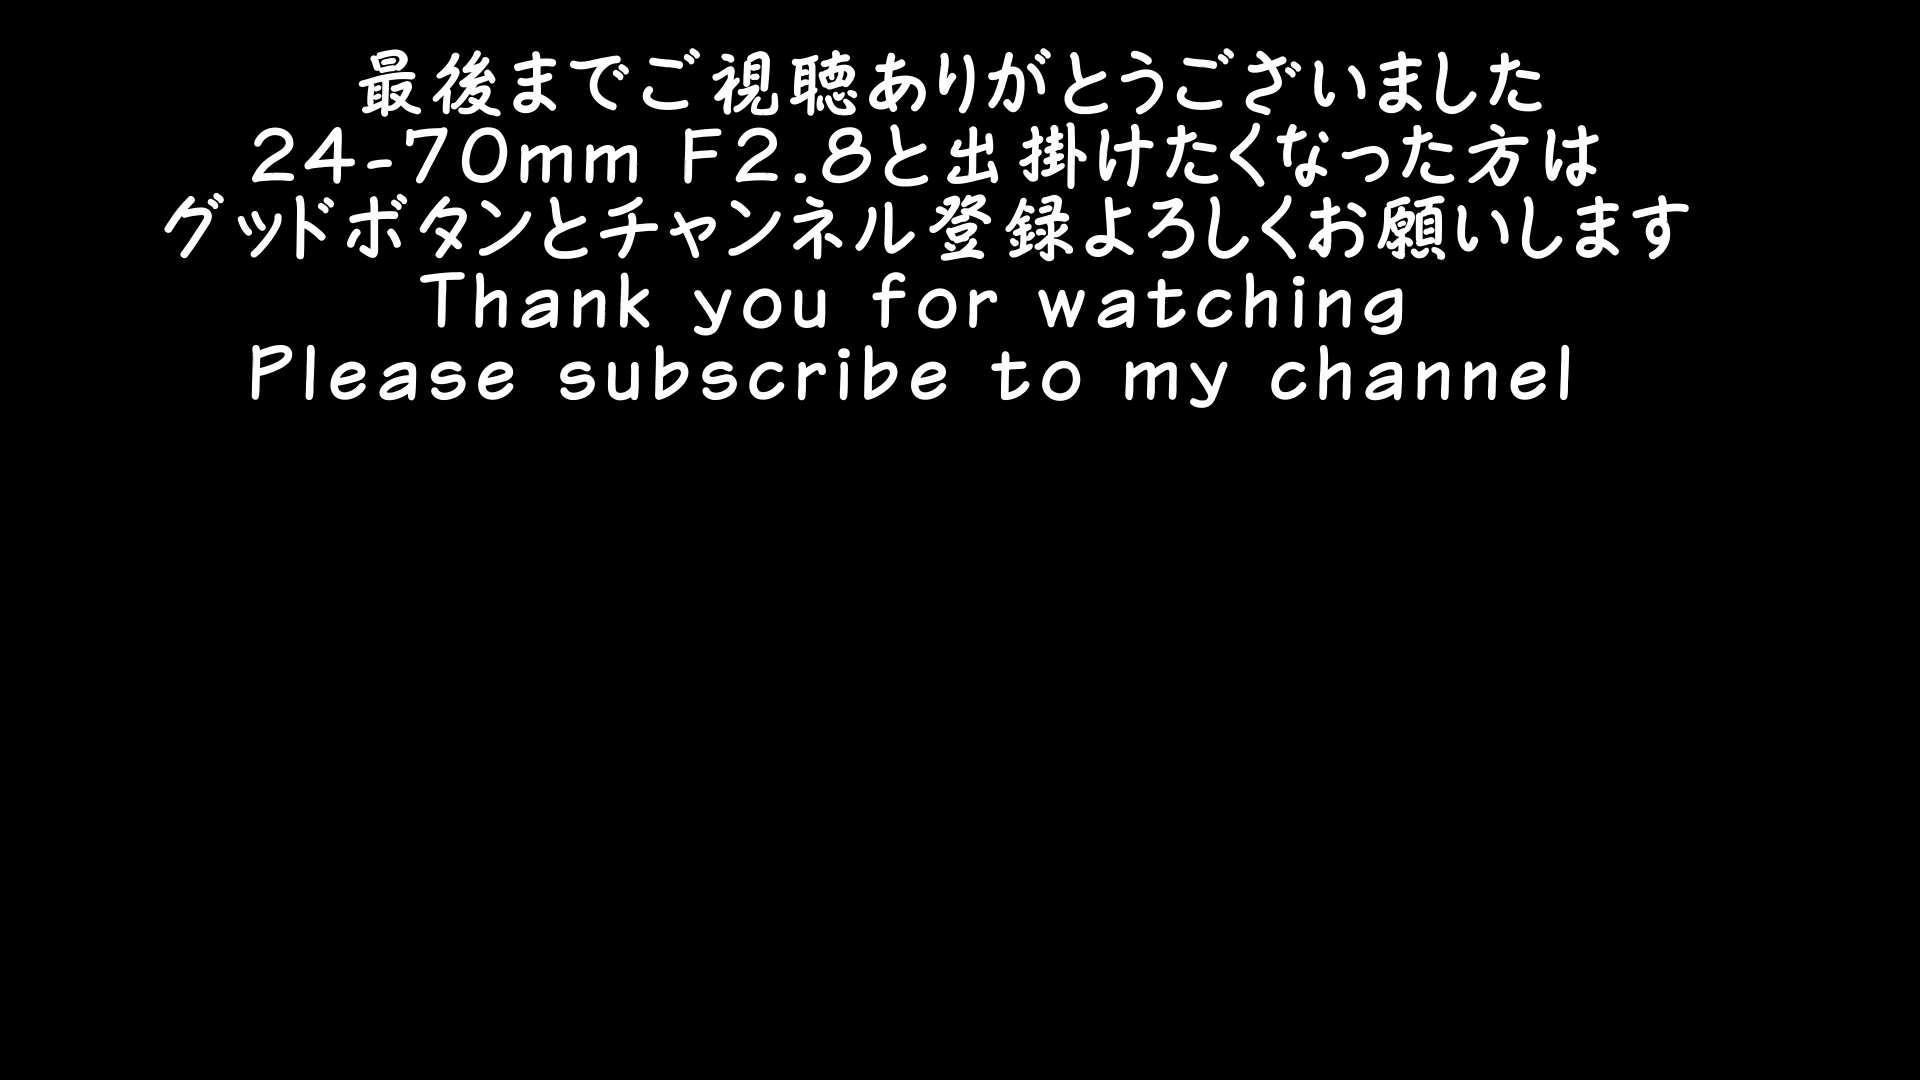 最後までご視聴ありがとうございました
24-70mm F2.8と出掛けたくなった方は
グッドボタンとチャンネル登録よろしくお願いします
Thank you for watching
Please subscribe to my channel